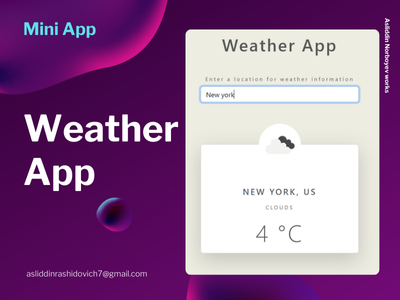 Mini App
Weather
App
asliddinrashidovich7@gmail.com
Weather App
Enter a location for weather information
New york
NEW YORK, US
CLOUDS
4 °C
Asliddin Norboyev works